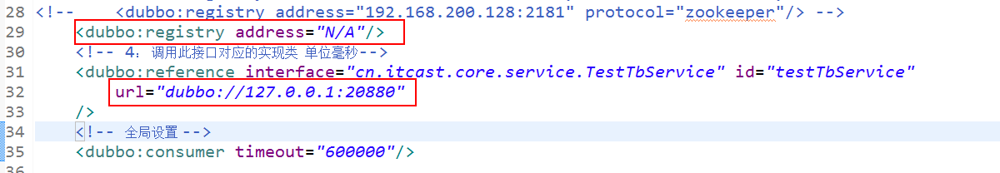 28 <!--    <dubbo:registry address="192.168.200.128:2181" protocol="zookeeper"/> -->
29     <dubbo:registry address="N/A"/>
30     <!-- 4：调用此接口对应的实现类 单位毫秒-->
31     <dubbo:reference interface="cn.itcast.core.service.TestTbService" id="testTbService"
32         url="dubbo://127.0.0.1:20880"
33     />
34     <!-- 全局设置 -->
35     <dubbo:consumer timeout="600000"/>
36